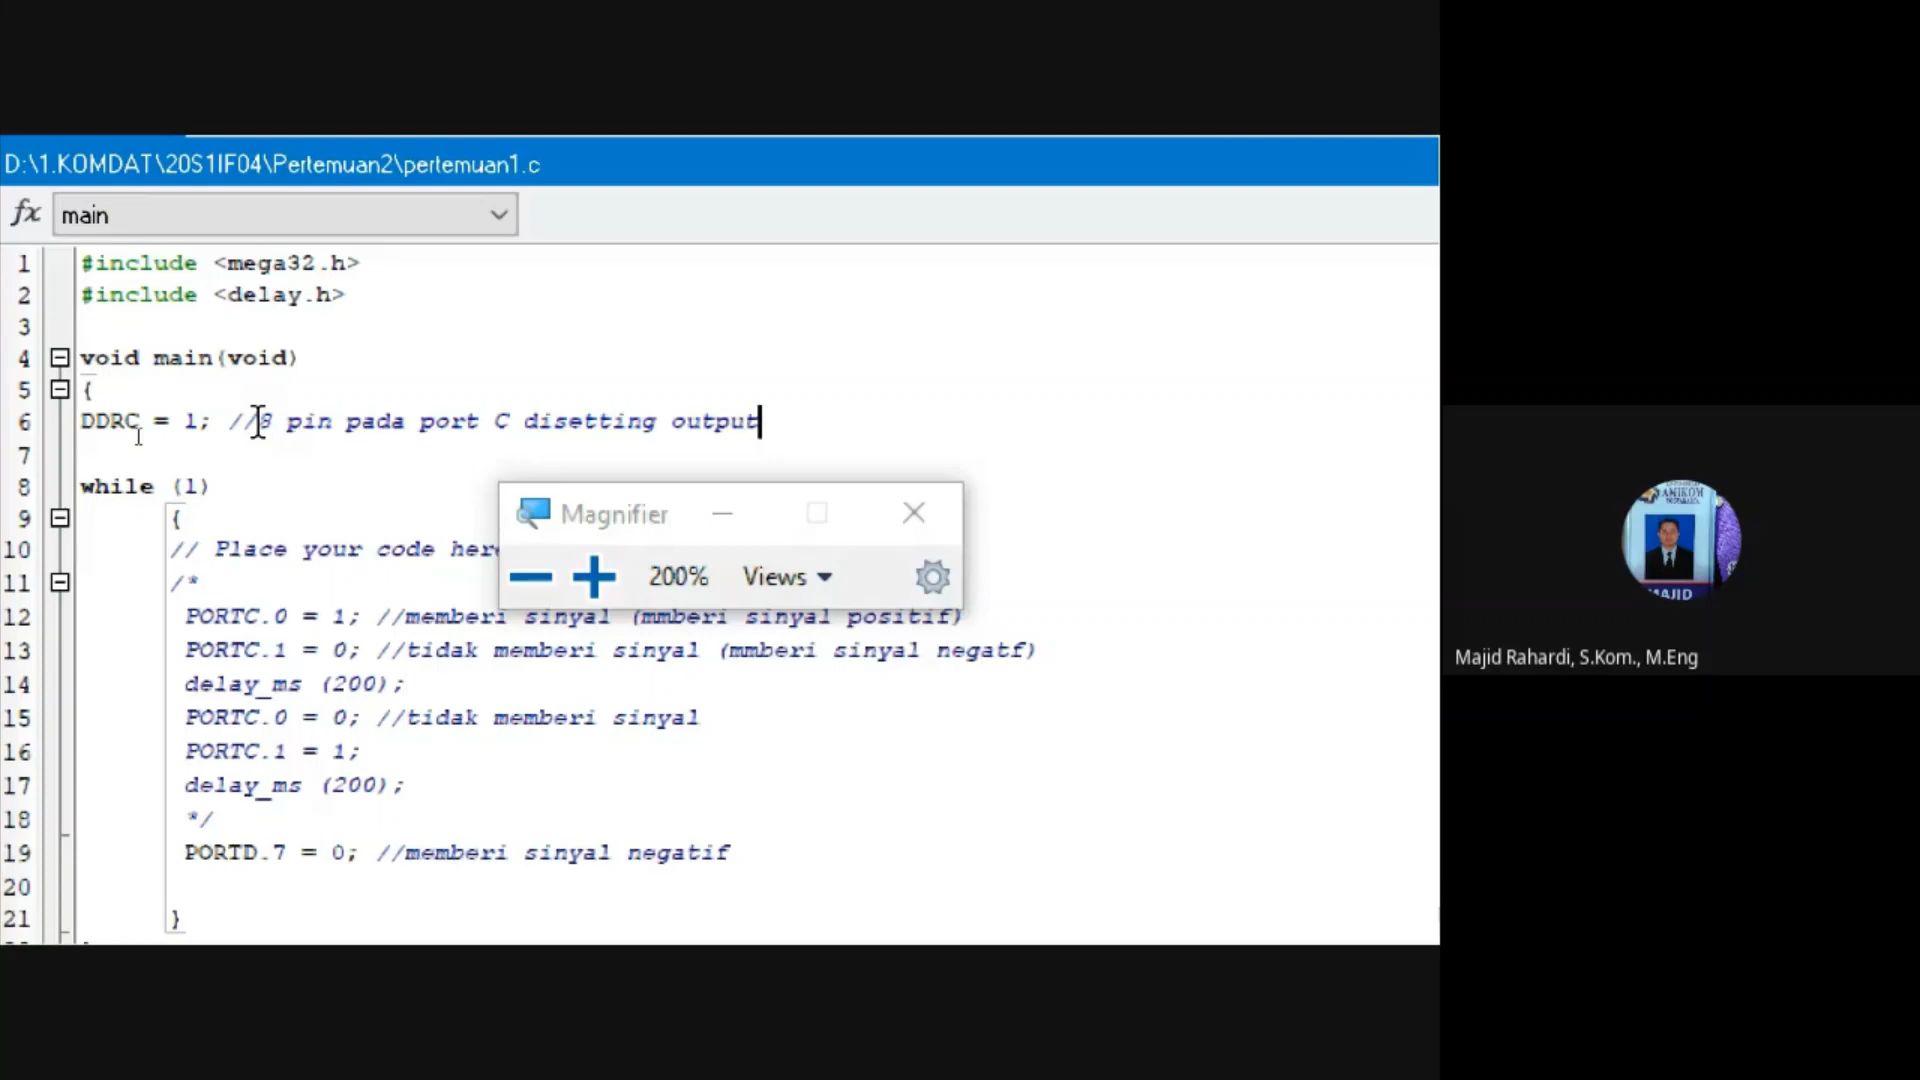 D:\1.KOMDAT\20S1IF04\Pertemuan2\pertemuan1.c
fx main
1 #include <mega32.h>
2 #include <delay.h>
3
4 void main(void)
5 {
6 DDRC = 1; //8 pin pada port C disetting output
7
8 while (1)
9 {
10 // Place your code here
11 /*
12 PORTC.0 = 1; //memberi sinyal (mmberi sinyal positif)
13 PORTC.1 = 0; //tidak memberi sinyal (mmberi sinyal negatf)
14 delay_ms (200);
15 PORTC.0 = 0; //tidak memberi sinyal
16 PORTC.1 = 1;
17 delay_ms (200);
18 */
19 PORTD.7 = 0; //memberi sinyal negatif
20
21 }
Magnifier
200% Views
AMIKOM
MAJID
Majid Rahardi, S.Kom., M.Eng